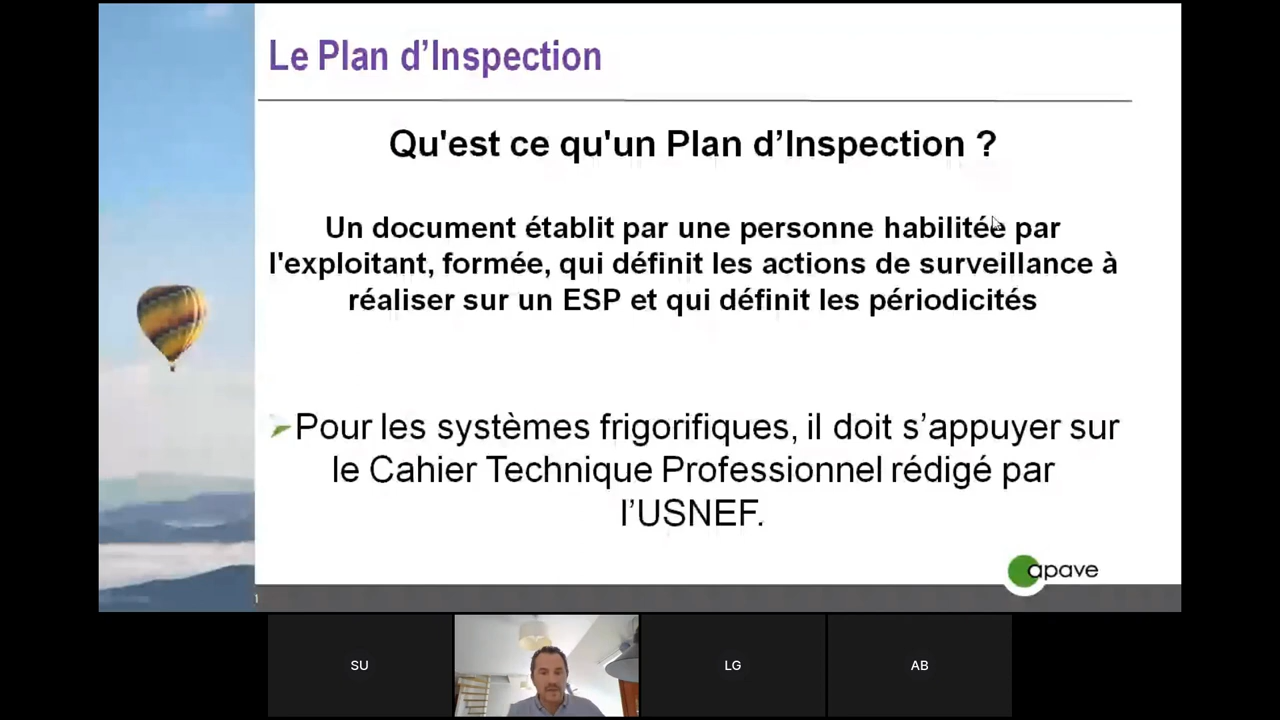 Le Plan d’Inspection
Qu'est ce qu'un Plan d’Inspection ?
Un document établit par une personne habilitée par
l'exploitant, formée, qui définit les actions de surveillance à
réaliser sur un ESP et qui définit les périodicités
Pour les systèmes frigorifiques, il doit s’appuyer sur
le Cahier Technique Professionnel rédigé par
l’USNEF.
apave
SU
LG
AB